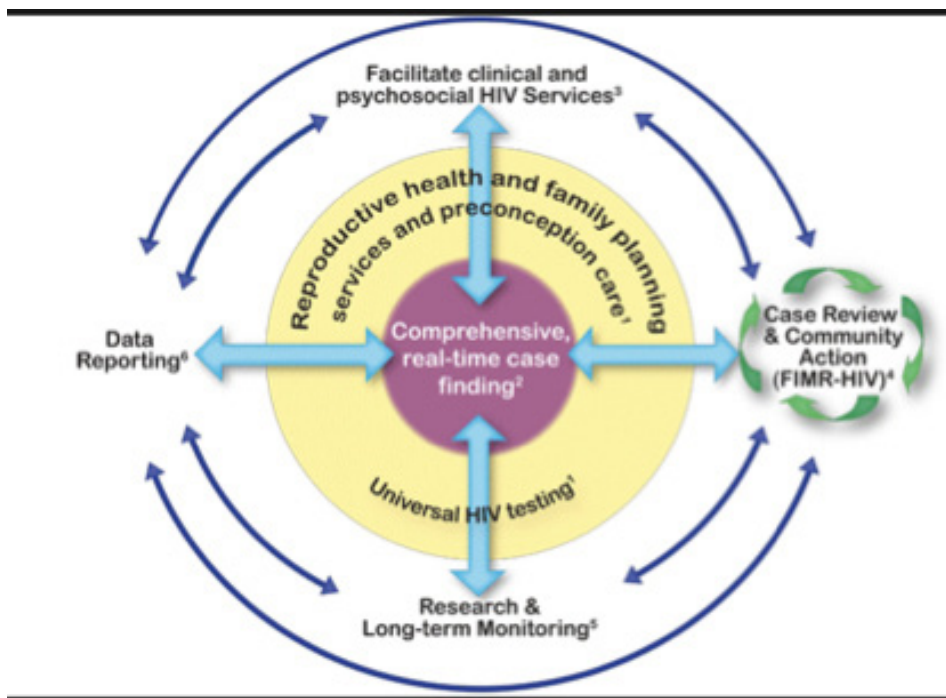 Facilitate clinical and
psychosocial HIV Services³
Reproductive health and family planning
services and preconception care¹
Comprehensive,
real-time case
finding²
Data
Reporting⁶
Case Review
& Community
Action
(FIMR-HIV)⁴
Universal HIV testing¹
Research &
Long-term Monitoring⁵